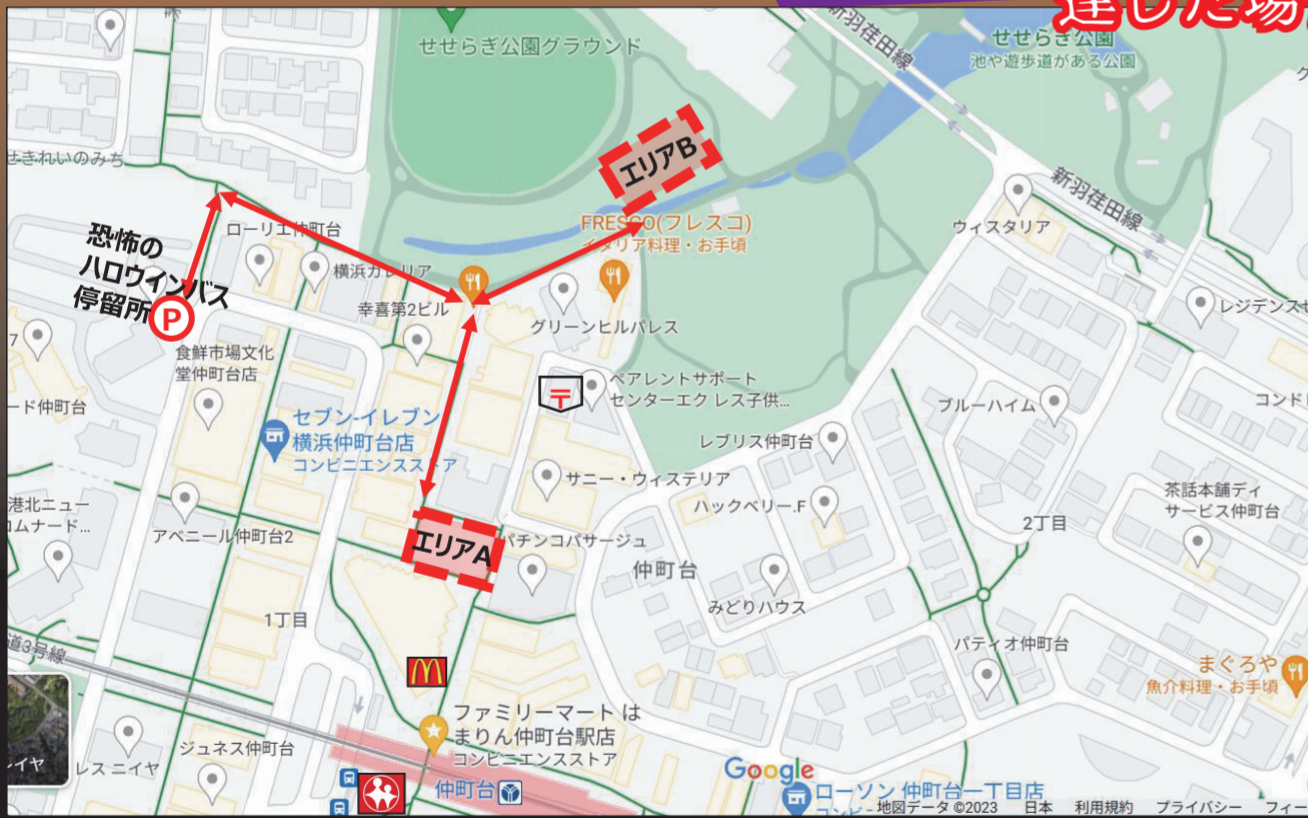 達した場
せせらぎ公園グラウンド
新羽荏田線
せせらぎ公園
池や遊歩道がある公園
せきれいのみち
エリアB
新羽荏田線
FRESCO(フレスコ)
イタリア料理・お手頃
ウィスタリア
ローリエ仲町台
恐怖の
ハロウインバス
停留所
P
横浜ガレリア
幸喜第2ビル
グリーンヒルパレス
レジデンス
7
食鮮市場文化
堂仲町台店
〒
ペアレントサポート
センターエクレス子供...
ード仲町台
セブン-イレブン
横浜仲町台店
コンビニエンスストア
ブルーハイム
コンド
レブリス仲町台
サニー・ウィステリア
ハックベリー.F
港北ニュー
コムナード...
アベニール仲町台2
エリアA
パチンコパサージュ
2丁目
茶話本舗ディ
サービス仲町台
仲町台
みどりハウス
1丁目
道3号線
パティオ仲町台
まぐろや
魚介料理・お手頃
ファミリーマート は
まりん仲町台駅店
コンビニエンスストア
ジュネス仲町台
レスニイヤ
レイヤ
仲町台
Google
ローソン 仲町台一丁目店
コンビ
地図データ ©2023 日本 利用規約 プライバシー フィー